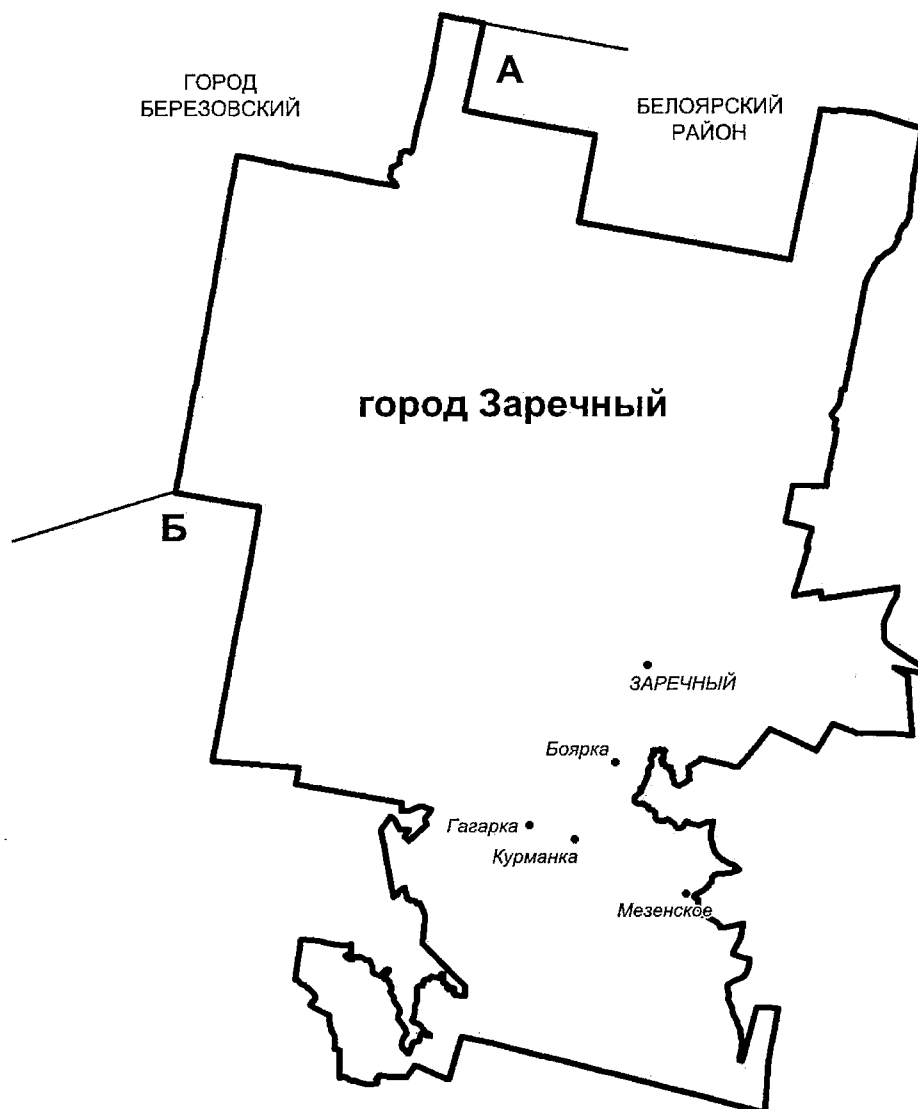 А
ГОРОД
БЕРЕЗОВСКИЙ
БЕЛОЯРСКИЙ
РАЙОН
город Заречный
Б
ЗАРЕЧНЫЙ
Боярка
Гагарка
Курманка
Мезенское